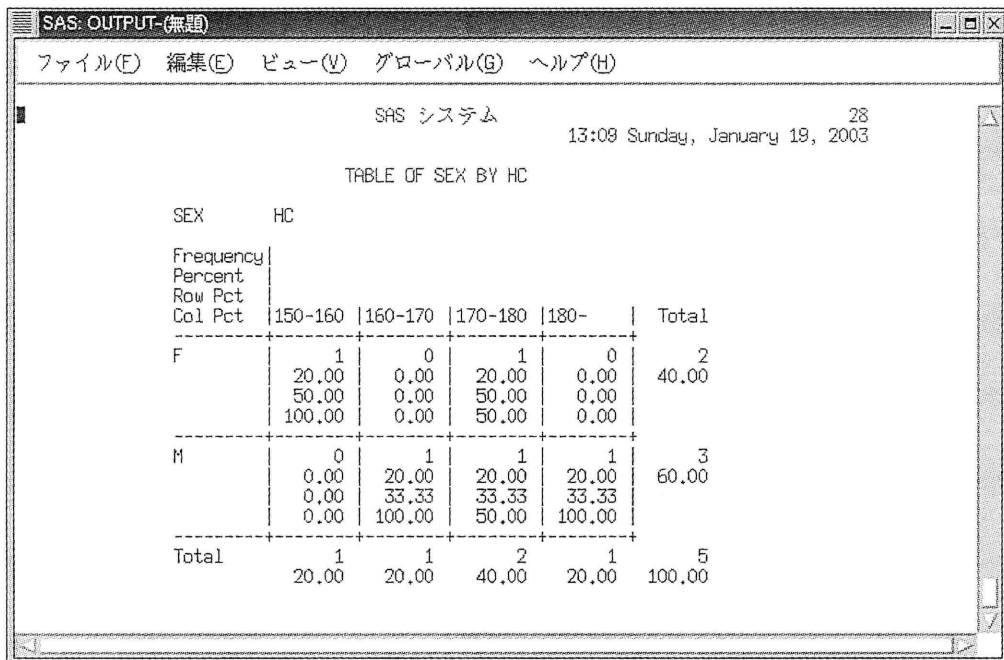 SAS: OUTPUT-(無題)
ファイル(F) 編集(E) ビュー(V) グローバル(G) ヘルプ(H)
SAS システム 28
13:09 Sunday, January 19, 2003
TABLE OF SEX BY HC
SEX HC
Frequency|
Percent |
Row Pct |
Col Pct |150-160 |160-170 |170-180 |180- | Total
---------+--------+--------+--------+--------+
F | 1 | 0 | 1 | 0 | 2
| 20.00 | 0.00 | 20.00 | 0.00 | 40.00
| 50.00 | 0.00 | 50.00 | 0.00 |
| 100.00 | 0.00 | 50.00 | 0.00 |
---------+--------+--------+--------+--------+
M | 0 | 1 | 1 | 1 | 3
| 0.00 | 20.00 | 20.00 | 20.00 | 60.00
| 0.00 | 33.33 | 33.33 | 33.33 |
| 0.00 | 100.00 | 50.00 | 100.00 |
---------+--------+--------+--------+--------+
Total 1 1 2 1 5
20.00 20.00 40.00 20.00 100.00